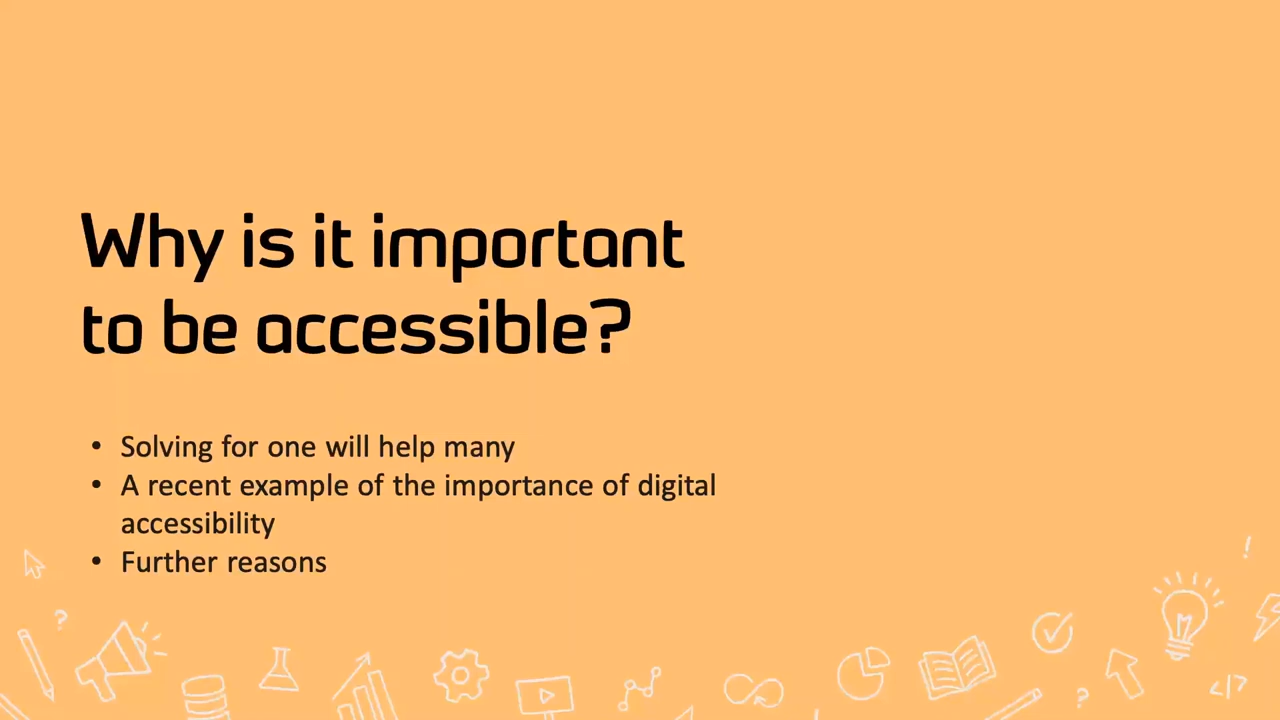 Why is it important
to be accessible?
• Solving for one will help many
• A recent example of the importance of digital
accessibility
• Further reasons
?
!
?
</>